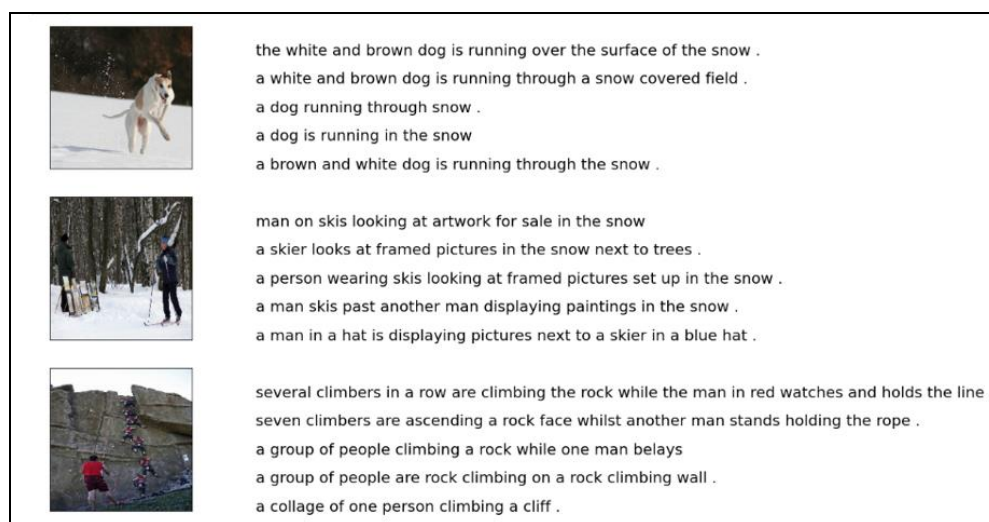 the white and brown dog is running over the surface of the snow .
a white and brown dog is running through a snow covered field .
a dog running through snow .
a dog is running in the snow
a brown and white dog is running through the snow .
man on skis looking at artwork for sale in the snow
a skier looks at framed pictures in the snow next to trees .
a person wearing skis looking at framed pictures set up in the snow .
a man skis past another man displaying paintings in the snow .
a man in a hat is displaying pictures next to a skier in a blue hat .
several climbers in a row are climbing the rock while the man in red watches and holds the line
seven climbers are ascending a rock face whilst another man stands holding the rope .
a group of people climbing a rock while one man belays
a group of people are rock climbing on a rock climbing wall .
a collage of one person climbing a cliff .